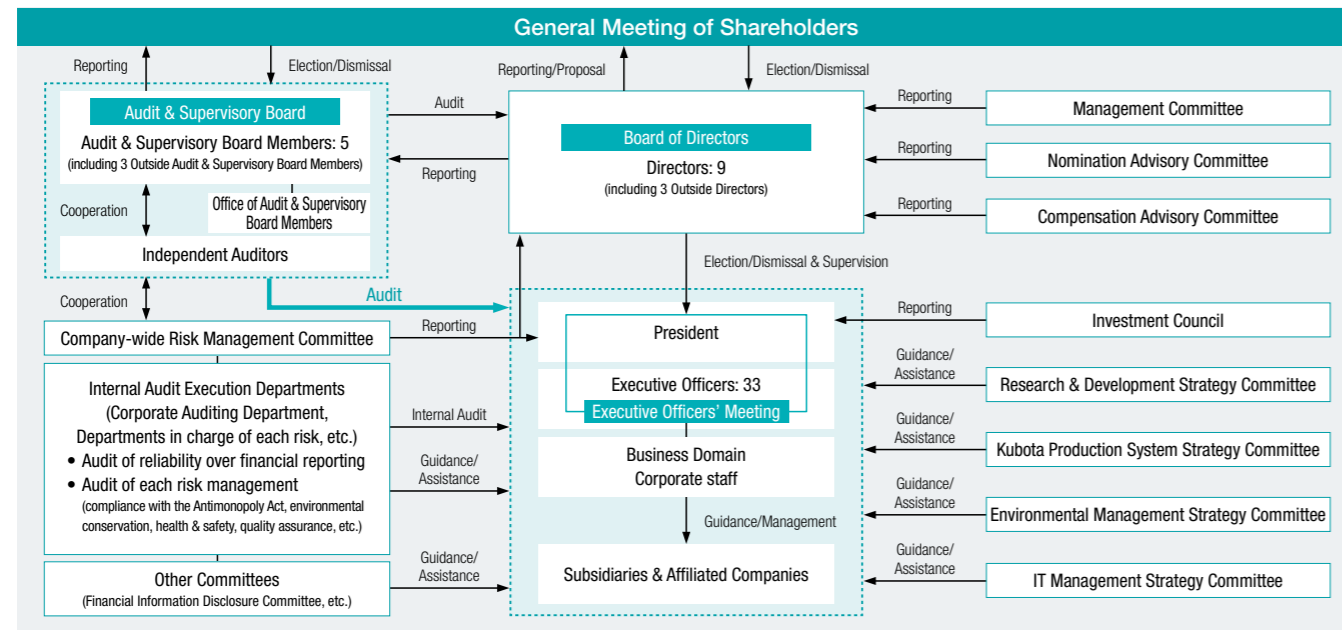 General Meeting of Shareholders
Reporting
Election/Dismissal
Reporting/Proposal
Election/Dismissal
Audit & Supervisory Board
Audit & Supervisory Board Members: 5
(including 3 Outside Audit & Supervisory Board Members)
Cooperation
Office of Audit & Supervisory
Board Members
Independent Auditors
Audit
Reporting
Board of Directors
Directors: 9
(including 3 Outside Directors)
Reporting
Management Committee
Reporting
Nomination Advisory Committee
Reporting
Compensation Advisory Committee
Election/Dismissal & Supervision
Cooperation
Audit
Company-wide Risk Management Committee
Reporting
President
Reporting
Investment Council
Internal Audit Execution Departments
(Corporate Auditing Department,
Departments in charge of each risk, etc.)
• Audit of reliability over financial reporting
• Audit of each risk management
(compliance with the Antimonopoly Act, environmental
conservation, health & safety, quality assurance, etc.)
Internal Audit
Guidance/
Assistance
Executive Officers: 33
Executive Officers' Meeting
Business Domain
Corporate staff
Guidance/Management
Subsidiaries & Affiliated Companies
Guidance/
Assistance
Research & Development Strategy Committee
Guidance/
Assistance
Kubota Production System Strategy Committee
Guidance/
Assistance
Environmental Management Strategy Committee
Guidance/
Assistance
IT Management Strategy Committee
Other Committees
(Financial Information Disclosure Committee, etc.)
Guidance/
Assistance